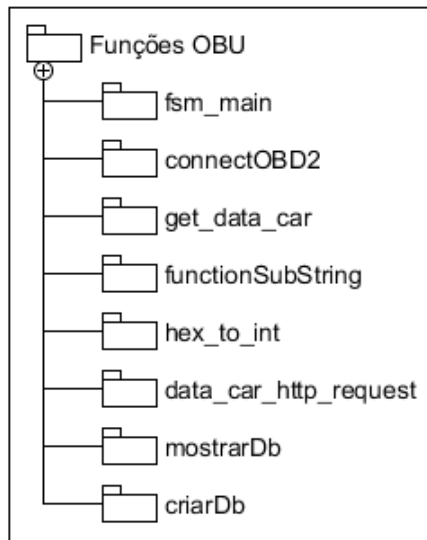 Funções OBU
fsm_main
connectOBD2
get_data_car
functionSubString
hex_to_int
data_car_http_request
mostrarDb
criarDb